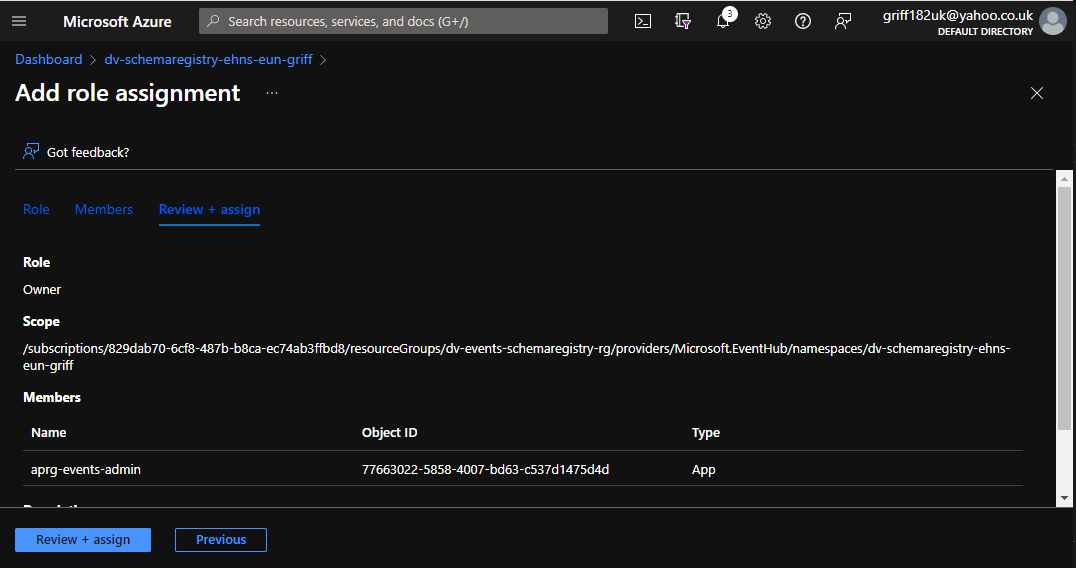 Microsoft Azure
Search resources, services, and docs (G+/)
3
griff182uk@yahoo.co.uk
DEFAULT DIRECTORY
Dashboard > dv-schemaregistry-ehns-eun-griff >
Add role assignment ...
Got feedback?
Role Members Review + assign
Role
Owner
Scope
/subscriptions/829dab70-6cf8-487b-b8ca-ec74ab3ffbd8/resourceGroups/dv-events-schemaregistry-rg/providers/Microsoft.EventHub/namespaces/dv-schemaregistry-ehns-
eun-griff
Members
Name Object ID Type
aprg-events-admin 77663022-5858-4007-bd63-c537d1475d4d App
Review + assign Previous